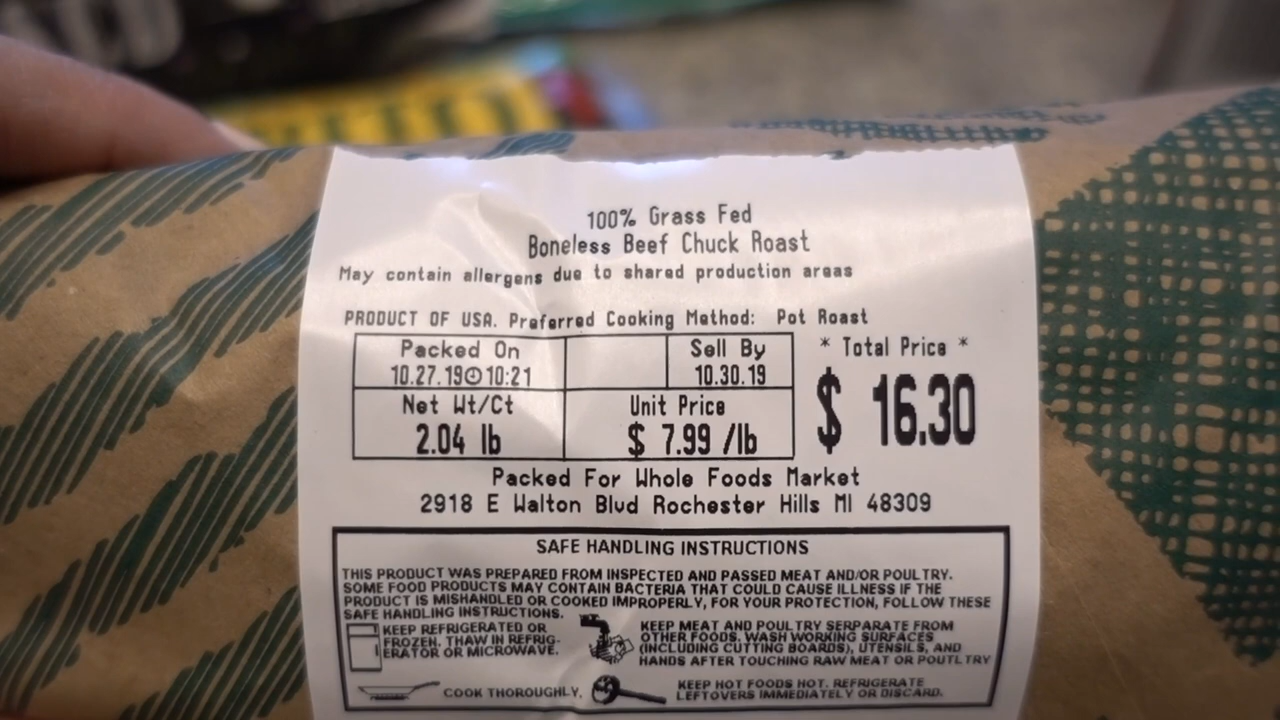 100% Grass Fed
Boneless Beef Chuck Roast
May contain allergens due to shared production areas
PRODUCT OF USA. Preferred Cooking Method: Pot Roast
Packed On
10.27.19 10:21
Sell By
10.30.19
* Total Price *
$ 16.30
Net Wt/Ct
2.04 lb
Unit Price
$ 7.99 /lb
Packed For Whole Foods Market
2918 E Walton Blvd Rochester Hills MI 48309
SAFE HANDLING INSTRUCTIONS
THIS PRODUCT WAS PREPARED FROM INSPECTED AND PASSED MEAT AND/OR POULTRY.
SOME FOOD PRODUCTS MAY CONTAIN BACTERIA THAT COULD CAUSE ILLNESS IF THE
PRODUCT IS MISHANDLED OR COOKED IMPROPERLY, FOR YOUR PROTECTION, FOLLOW THESE
SAFE HANDLING INSTRUCTIONS.
KEEP REFRIGERATED OR
FROZEN. THAW IN REFRIG-
ERATOR OR MICROWAVE.
KEEP MEAT AND POULTRY SERPARATE FROM
OTHER FOODS. WASH WORKING SURFACES
(INCLUDING CUTTING BOARDS), UTENSILS, AND
HANDS AFTER TOUCHING RAW MEAT OR POUTLTRY
COOK THOROUGHLY.
KEEP HOT FOODS HOT. REFRIGERATE
LEFTOVERS IMMEDIATELY OR DISCARD.